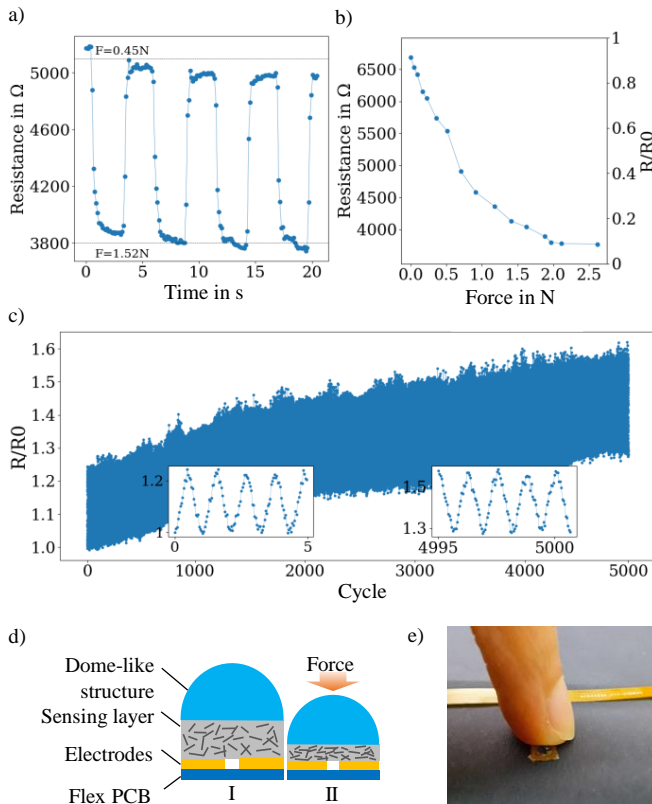 a)
F=0.45N
5000
4600
4200
3800
F=1.52N
0
5
10
15
20
Resistance in Ω
Time in s
b)
6500
6000
5500
5000
4500
4000
0.0
0.5
1.0
1.5
2.0
2.5
1
0.8
0.6
0.4
0.2
0
Resistance in Ω
R/R0
Force in N
c)
1.6
1.5
1.4
1.3
1.2
1.1
1.0
R/R0
1.2
1
0
5
1.5
1.3
4995
5000
0
1000
2000
3000
4000
5000
Cycle
d)
Dome-like
structure
Sensing layer
Electrodes
Flex PCB
Force
I
II
e)